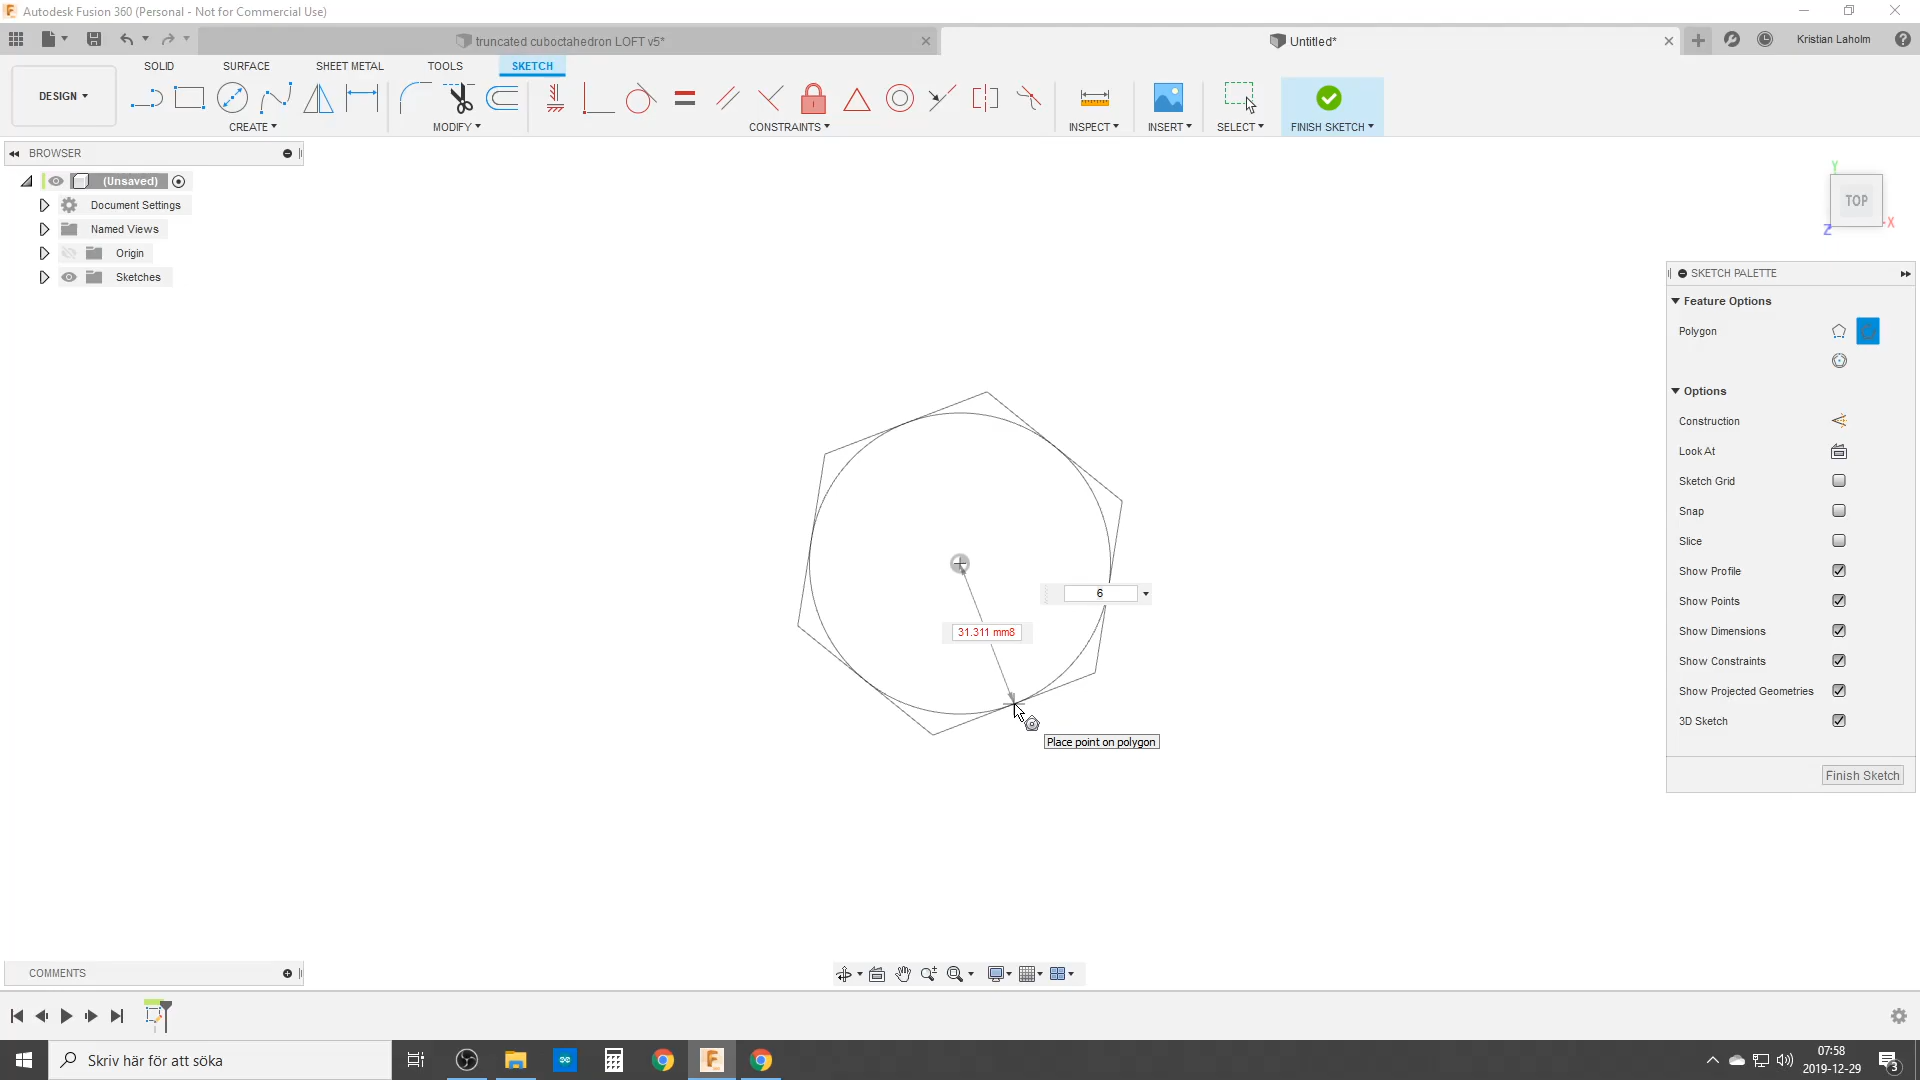 Autodesk Fusion 360 (Personal - Not for Commercial Use)
truncated cuboctahedron LOFT v5*
Untitled*
Kristian Laholm
SOLID
SURFACE
SHEET METAL
TOOLS
SKETCH
DESIGN
CREATE
MODIFY
CONSTRAINTS
INSPECT
INSERT
SELECT
FINISH SKETCH
BROWSER
(Unsaved)
Document Settings
Named Views
Origin
Sketches
Y
TOP
X
Z
SKETCH PALETTE
Feature Options
Polygon
Options
Construction
Look At
Sketch Grid
Snap
Slice
Show Profile
Show Points
Show Dimensions
Show Constraints
Show Projected Geometries
3D Sketch
Finish Sketch
6
31.311 mm8
Place point on polygon
COMMENTS
Skriv här för att söka
07:58
2019-12-29
3